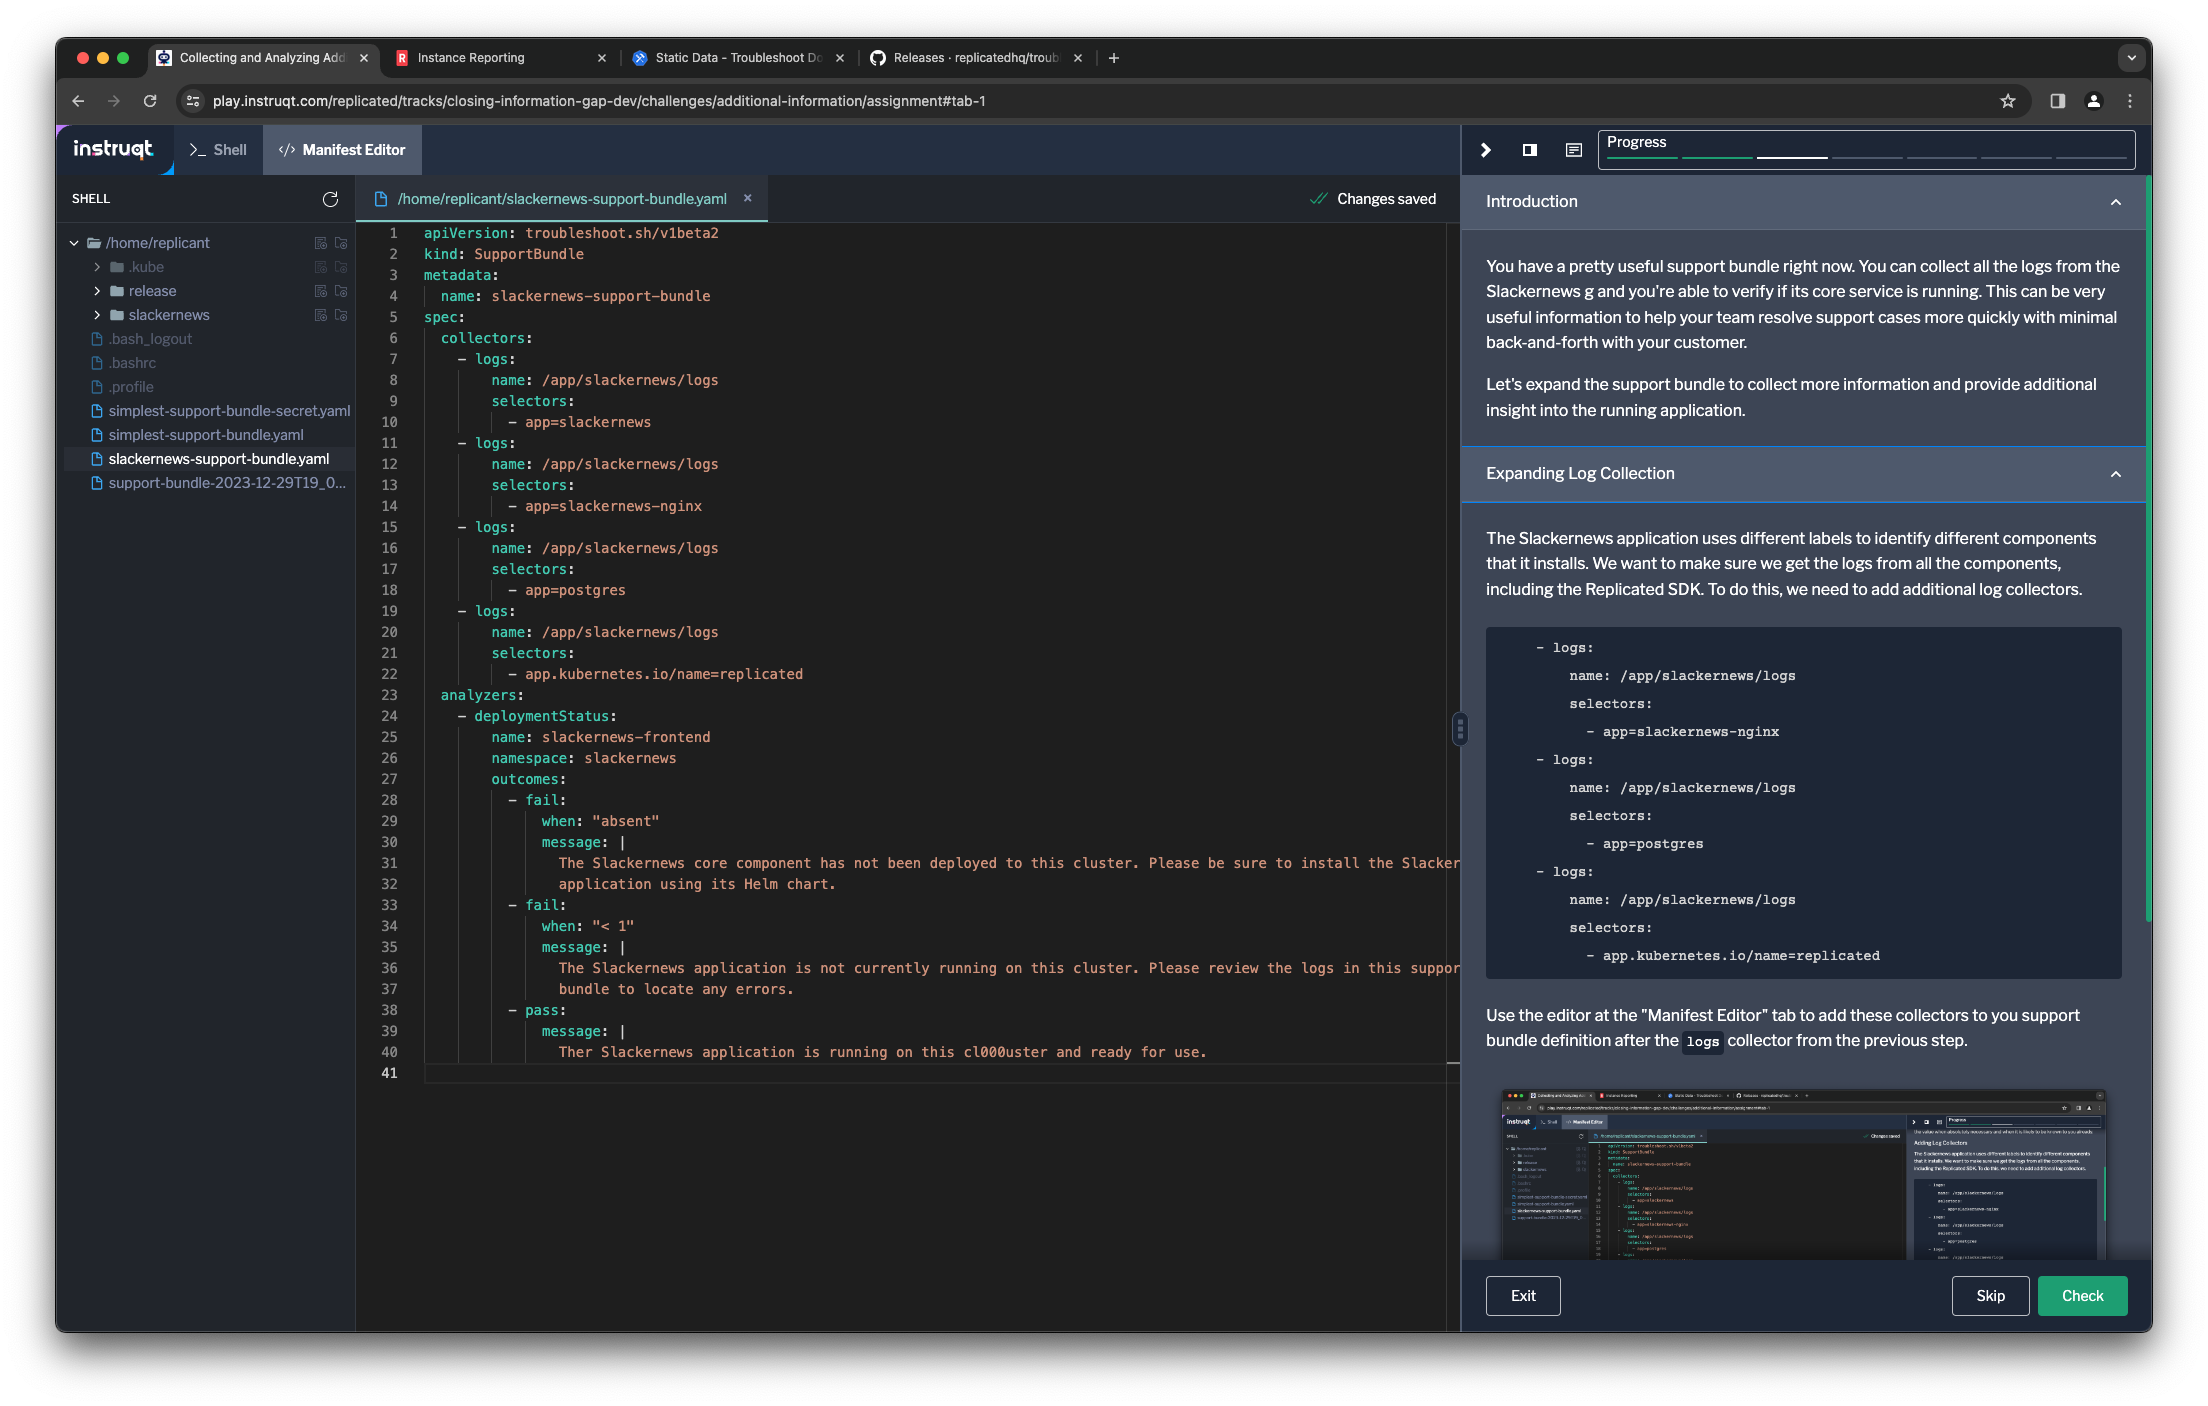 Collecting and Analyzing Add
Instance Reporting
Static Data - Troubleshoot Do
Releases · replicatedhq/troub
play.instruqt.com/replicated/tracks/closing-information-gap-dev/challenges/additional-information/assignment#tab-1
instruqt
>_ Shell
</> Manifest Editor
Progress
SHELL
/home/replicant/slackernews-support-bundle.yaml
Changes saved
/home/replicant
.kube
release
slackernews
.bash_logout
.bashrc
.profile
simplest-support-bundle-secret.yaml
simplest-support-bundle.yaml
slackernews-support-bundle.yaml
support-bundle-2023-12-29T19_0...
1 apiVersion: troubleshoot.sh/v1beta2
2 kind: SupportBundle
3 metadata:
4 name: slackernews-support-bundle
5 spec:
6 collectors:
7 - logs:
8 name: /app/slackernews/logs
9 selectors:
10 - app=slackernews
11 - logs:
12 name: /app/slackernews/logs
13 selectors:
14 - app=slackernews-nginx
15 - logs:
16 name: /app/slackernews/logs
17 selectors:
18 - app=postgres
19 - logs:
20 name: /app/slackernews/logs
21 selectors:
22 - app.kubernetes.io/name=replicated
23 analyzers:
24 - deploymentStatus:
25 name: slackernews-frontend
26 namespace: slackernews
27 outcomes:
28 - fail:
29 when: "absent"
30 message: |
31 The Slackernews core component has not been deployed to this cluster. Please be sure to install the Slacker
32 application using its Helm chart.
33 - fail:
34 when: "< 1"
35 message: |
36 The Slackernews application is not currently running on this cluster. Please review the logs in this suppor
37 bundle to locate any errors.
38 - pass:
39 message: |
40 Ther Slackernews application is running on this cl000uster and ready for use.
41
Introduction
You have a pretty useful support bundle right now. You can collect all the logs from the
Slackernews g and you're able to verify if its core service is running. This can be very
useful information to help your team resolve support cases more quickly with minimal
back-and-forth with your customer.
Let's expand the support bundle to collect more information and provide additional
insight into the running application.
Expanding Log Collection
The Slackernews application uses different labels to identify different components
that it installs. We want to make sure we get the logs from all the components,
including the Replicated SDK. To do this, we need to add additional log collectors.
- logs:
name: /app/slackernews/logs
selectors:
- app=slackernews-nginx
- logs:
name: /app/slackernews/logs
selectors:
- app=postgres
- logs:
name: /app/slackernews/logs
selectors:
- app.kubernetes.io/name=replicated
Use the editor at the "Manifest Editor" tab to add these collectors to you support
bundle definition after the logs collector from the previous step.
Exit
Skip
Check